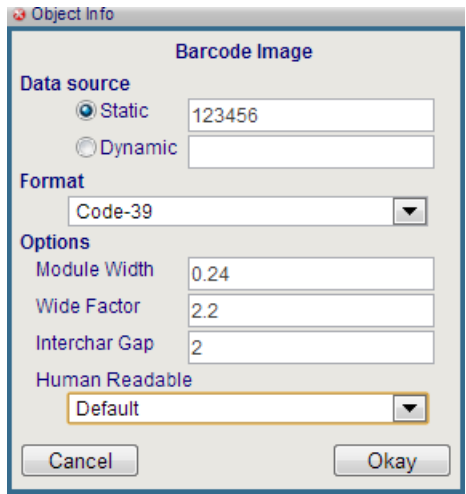 Object Info
Barcode Image
Data source
Static 123456
Dynamic
Format
Code-39
Options
Module Width 0.24
Wide Factor 2.2
Interchar Gap 2
Human Readable
Default
Cancel Okay